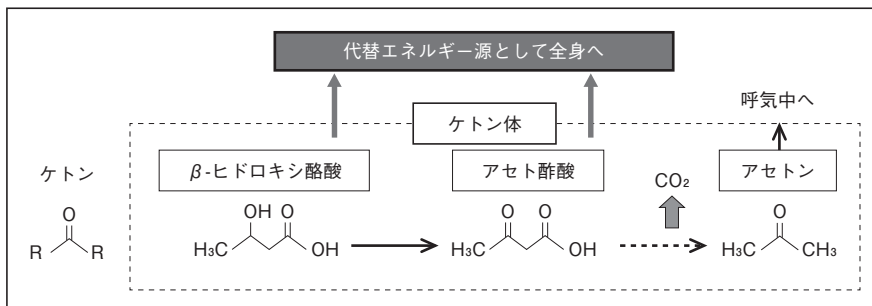 代替エネルギー源として全身へ
ケトン体
呼気中へ
ケトン
β-ヒドロキシ酪酸
アセト酢酸
CO₂
アセトン
O
R R
OH O
H₃C OH
O O
H₃C OH
O
H₃C CH₃